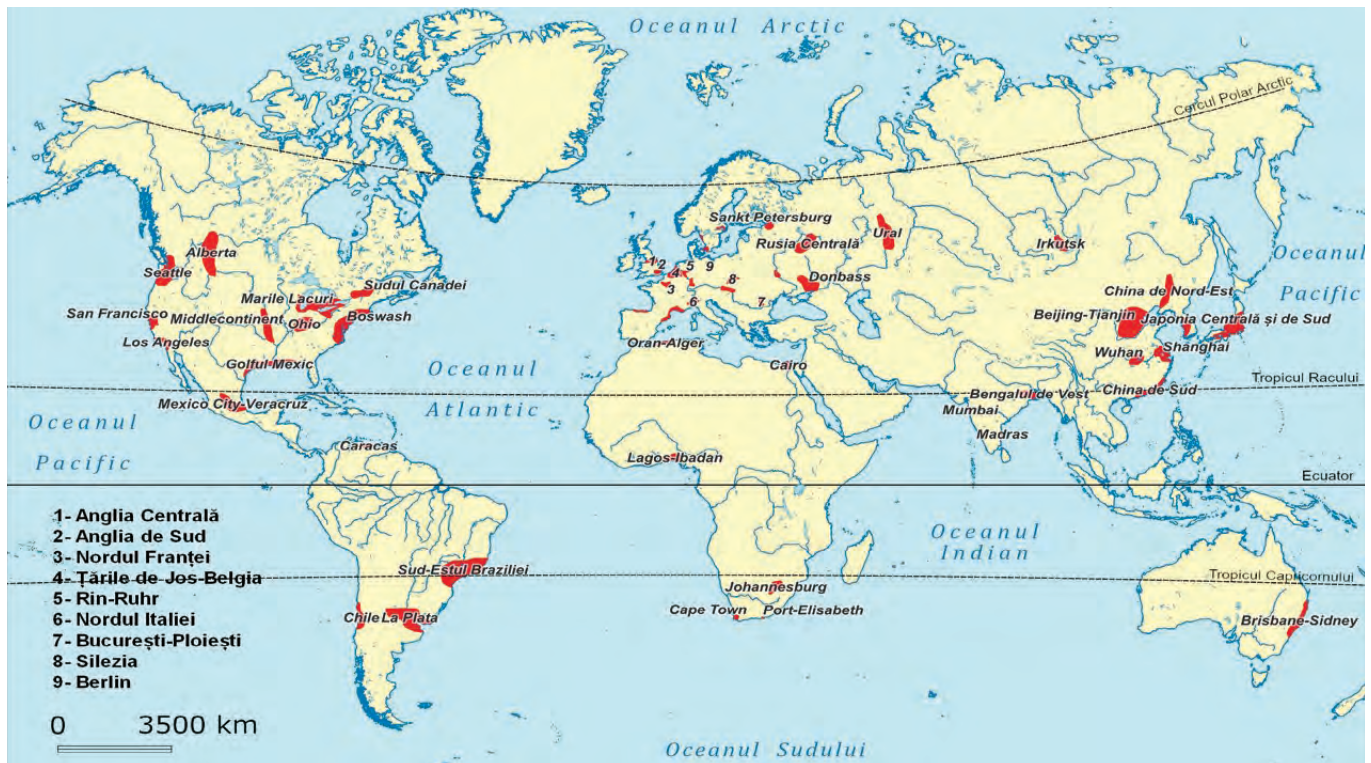 Oceanul Arctic
Cercul Polar Arctic
Sankt Petersburg
Rusia Centrală
Ural
Irkutsk
Alberta
Seattle
Oceanul
Pacific
1 2
5 9
4
3
8
6
7
Donbass
Sudul Canadei
Marile Lacuri
China de Nord-Est
San Francisco
Middlecontinent
Ohio
Boswash
Beijing-Tianjin
Japonia Centrală și de Sud
Los Angeles
Oran-Alger
Wuhan
Shanghai
Golful Mexic
Cairo
Oceanul
Atlantic
Tropicul Racului
Bengalul de Vest
China de Sud
Mexico City-Veracruz
Mumbai
Oceanul
Pacific
Madras
Caracas
Lagos-Ibadan
Ecuator
1- Anglia Centrală
2- Anglia de Sud
3- Nordul Franței
4- Țările de Jos-Belgia
5- Rin-Ruhr
6- Nordul Italiei
7- București-Ploiești
8- Silezia
9- Berlin
Oceanul
Indian
Sud-Estul Braziliei
Tropicul Capricornului
Johannesburg
Chile
La Plata
Cape Town
Port-Elisabeth
Brisbane-Sidney
0 3500 km
Oceanul Sudului